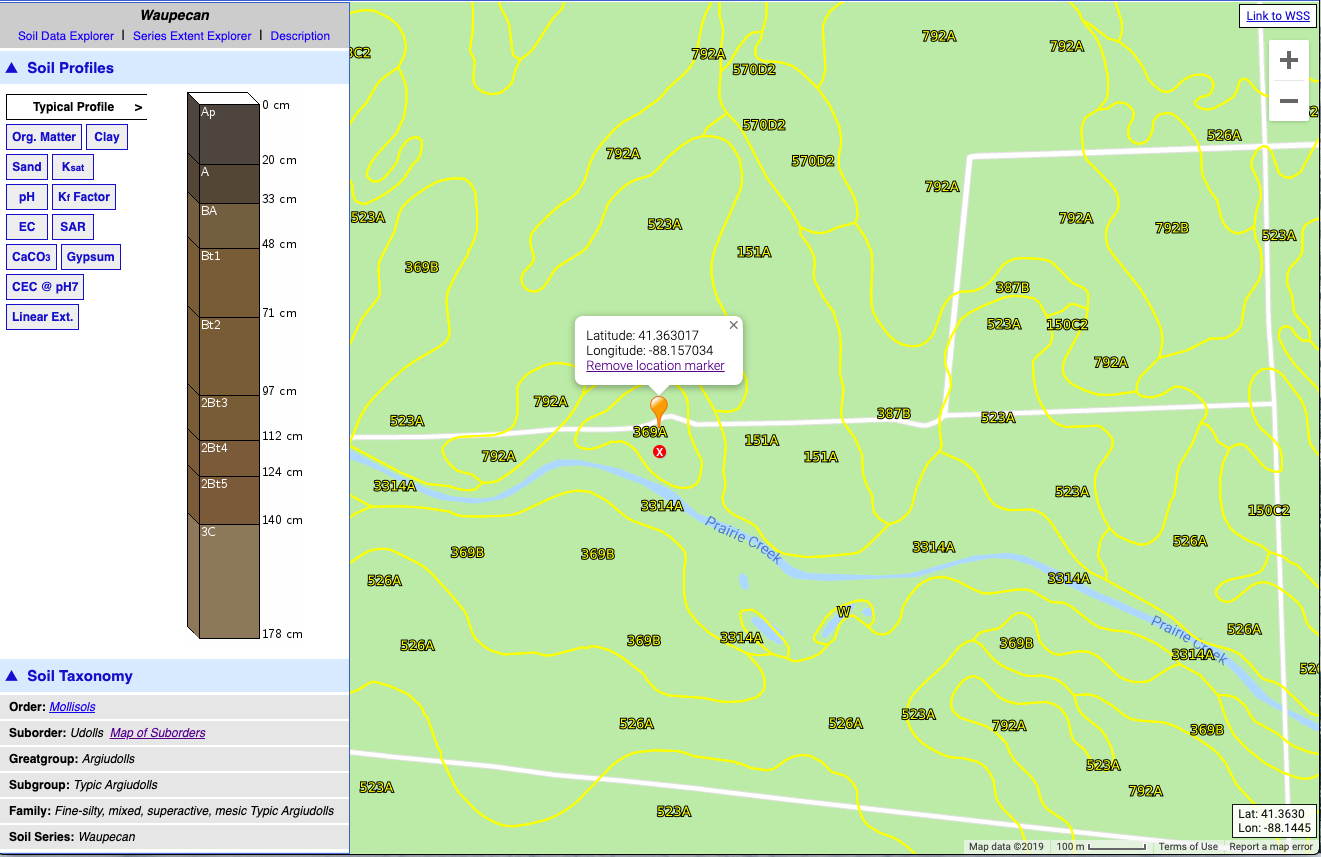 Waupecan
Soil Data Explorer | Series Extent Explorer | Description
▲ Soil Profiles
Typical Profile >
Org. Matter Clay
Sand Ksat
pH Kf Factor
EC SAR
CaCO3 Gypsum
CEC @ pH7
Linear Ext.
Ap 0 cm
20 cm
A
33 cm
BA
48 cm
Bt1
71 cm
Bt2
97 cm
2Bt3
112 cm
2Bt4
124 cm
2Bt5
140 cm
3C
178 cm
▲ Soil Taxonomy
Order: Mollisols
Suborder: Udolls Map of Suborders
Greatgroup: Argiudolls
Subgroup: Typic Argiudolls
Family: Fine-silty, mixed, superactive, mesic Typic Argiudolls
Soil Series: Waupecan
Link to WSS
+
−
792A 792A
C2 792A
570D2
570D2 526A
792A 570D2
792A
523A 523A 792A 792B 523A
151A
369B
387B
523A 150C2
Latitude: 41.363017 ×
Longitude: -88.157034
Remove location marker
792A
792A
523A 387B 523A
369A 151A
X
792A 151A
3314A 523A
3314A 150C2
Prairie Creek
369B 369B 3314A 526A
526A 3314A
W
526A 369B 3314A 369B Prairie Creek 526A
3314A
526A 526A 523A 792A 369B
523A
523A 792A
523A
Lat: 41.3630
Lon: -88.1445
Map data ©2019 100 m Terms of Use Report a map error